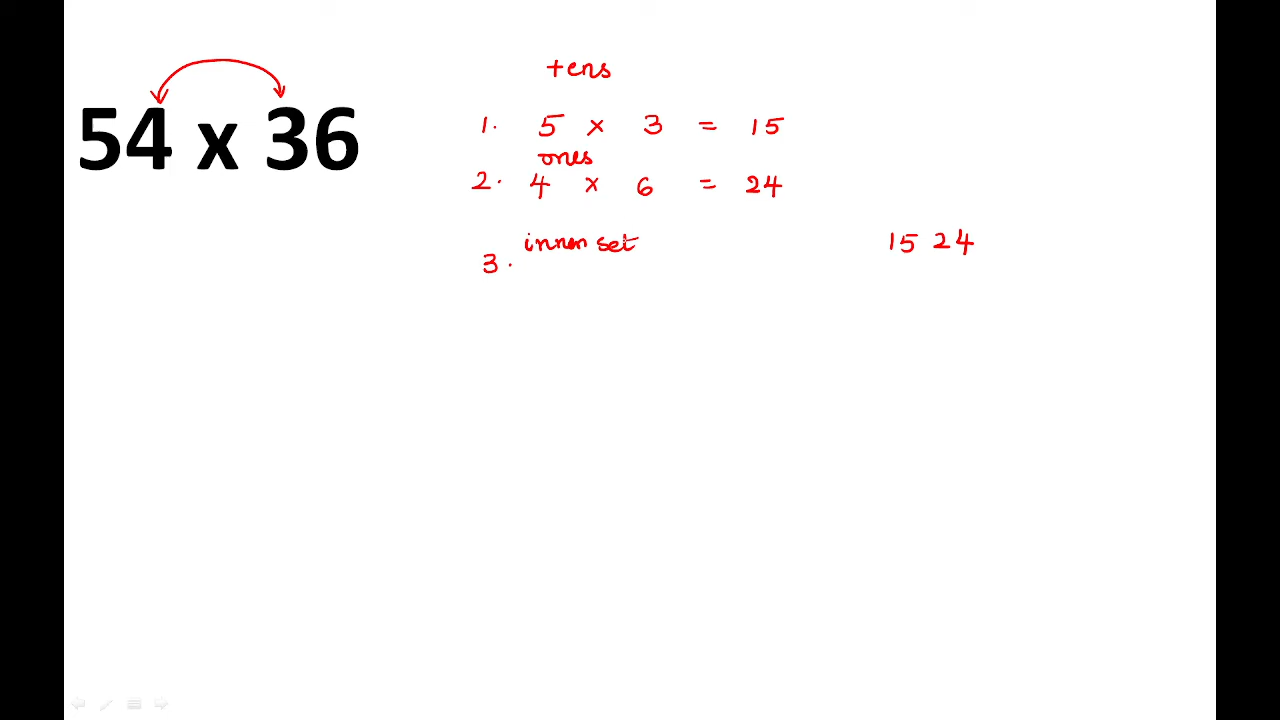 54 x 36
tens
1. 5 × 3 = 15
ones
2. 4 × 6 = 24
inner set
3.
15 24